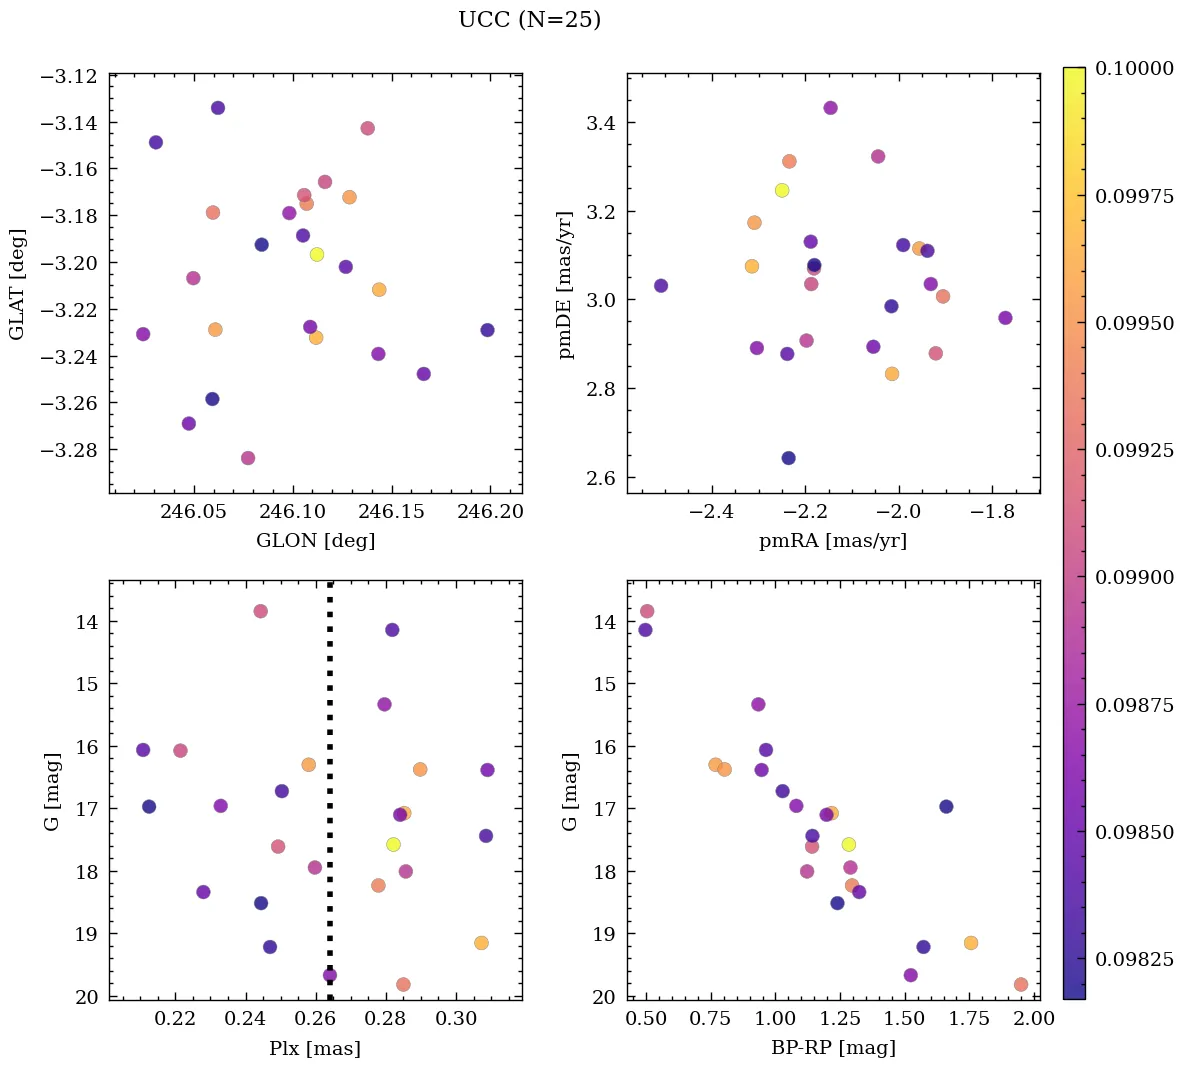 UCC (N=25)
−3.12
−3.14
−3.16
−3.18
−3.20
−3.22
−3.24
−3.26
−3.28
GLAT [deg]
246.05 246.10 246.15 246.20
GLON [deg]
3.4
3.2
3.0
2.8
2.6
pmDE [mas/yr]
−2.4 −2.2 −2.0 −1.8
pmRA [mas/yr]
14
15
16
17
18
19
20
G [mag]
0.22 0.24 0.26 0.28 0.30
Plx [mas]
14
15
16
17
18
19
20
G [mag]
0.50 0.75 1.00 1.25 1.50 1.75 2.00
BP-RP [mag]
0.10000
0.09975
0.09950
0.09925
0.09900
0.09875
0.09850
0.09825